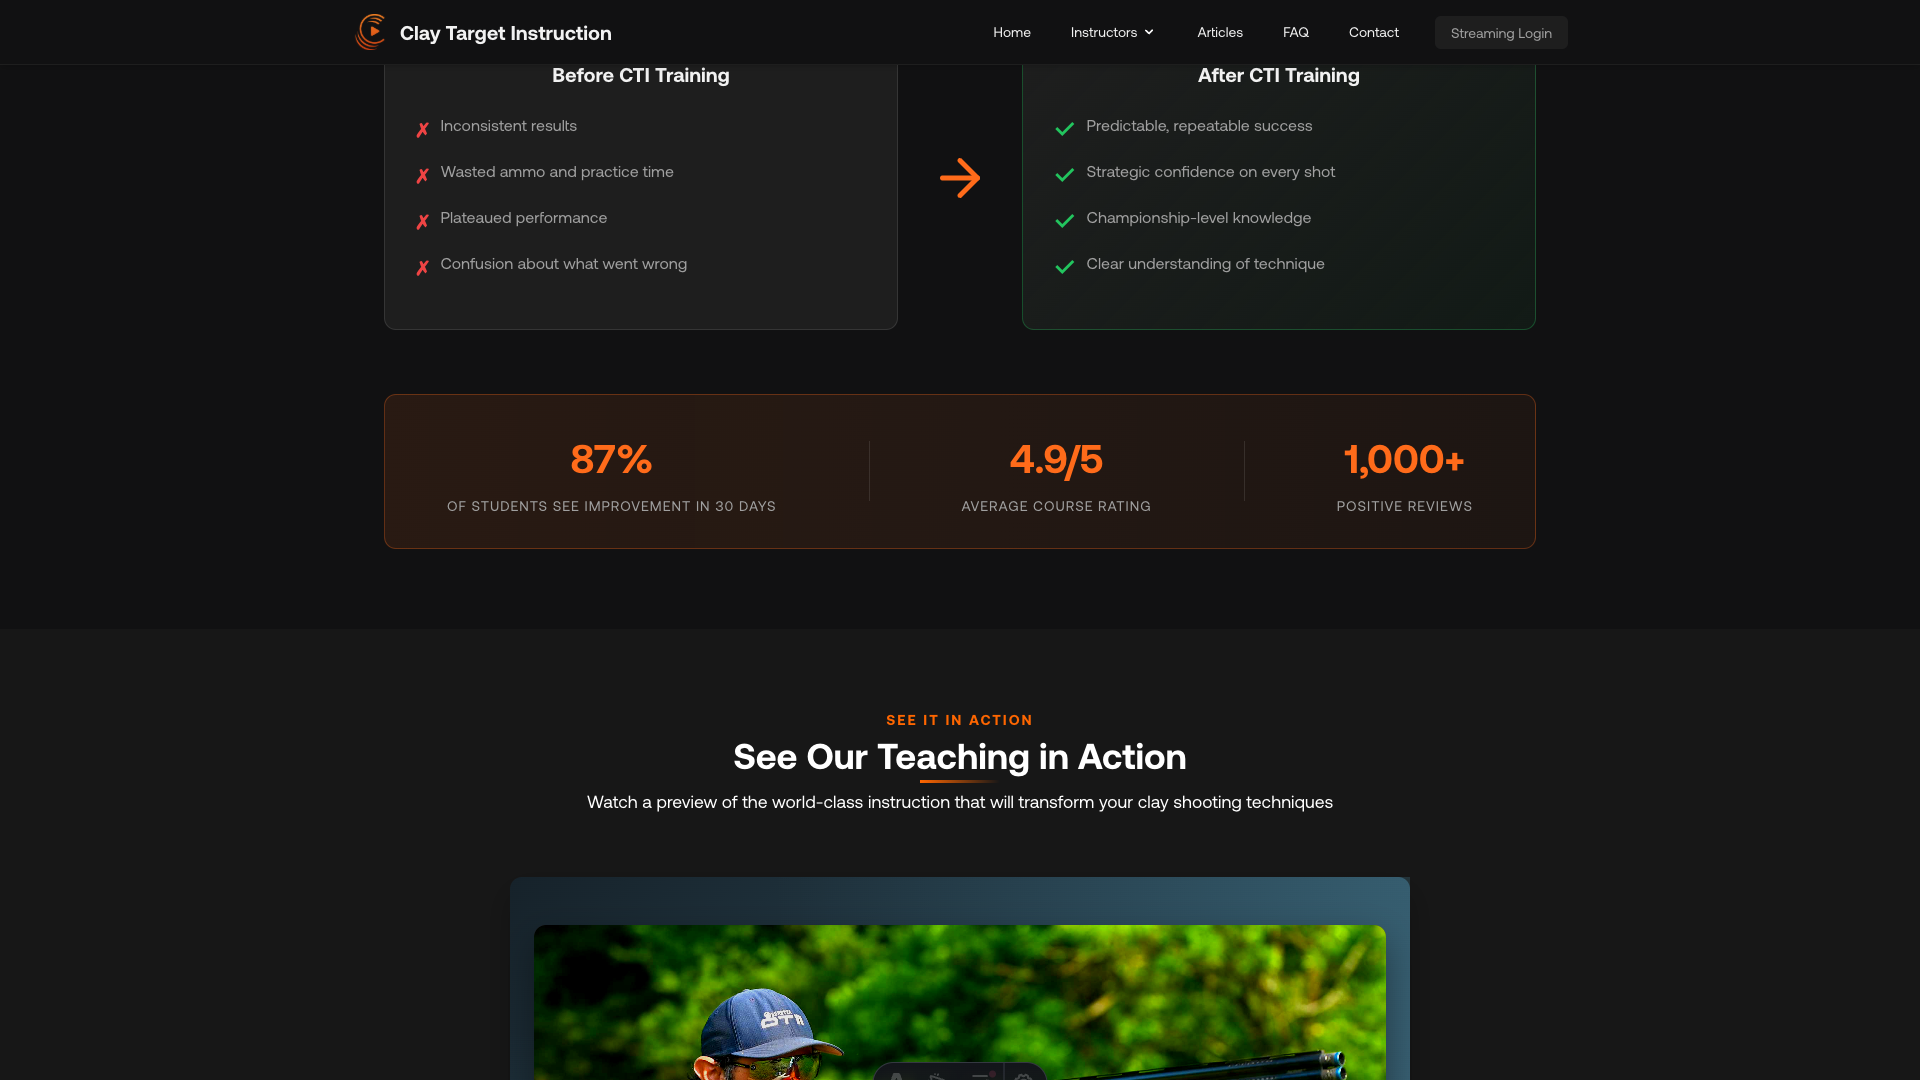 Clay Target Instruction
Home
Instructors
Articles
FAQ
Contact
Streaming Login
Before CTI Training
Inconsistent results
Wasted ammo and practice time
Plateaued performance
Confusion about what went wrong
After CTI Training
Predictable, repeatable success
Strategic confidence on every shot
Championship-level knowledge
Clear understanding of technique
87%
OF STUDENTS SEE IMPROVEMENT IN 30 DAYS
4.9/5
AVERAGE COURSE RATING
1,000+
POSITIVE REVIEWS
SEE IT IN ACTION
See Our Teaching in Action
Watch a preview of the world-class instruction that will transform your clay shooting techniques